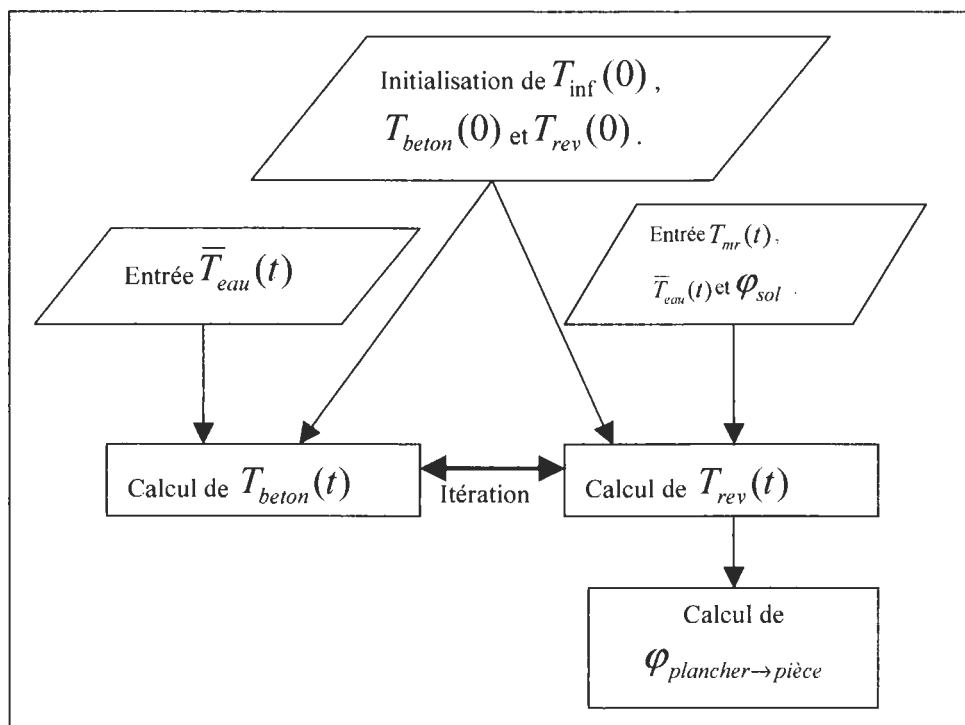 Initialisation de T_inf(0),
T_beton(0) et T_rev(0).
Entrée T̅_eau(t)
Entrée T_mr(t),
T̅_eau(t) et φ_sol.
Calcul de T_beton(t)
Itération
Calcul de T_rev(t)
Calcul de
φ_plancher→pièce